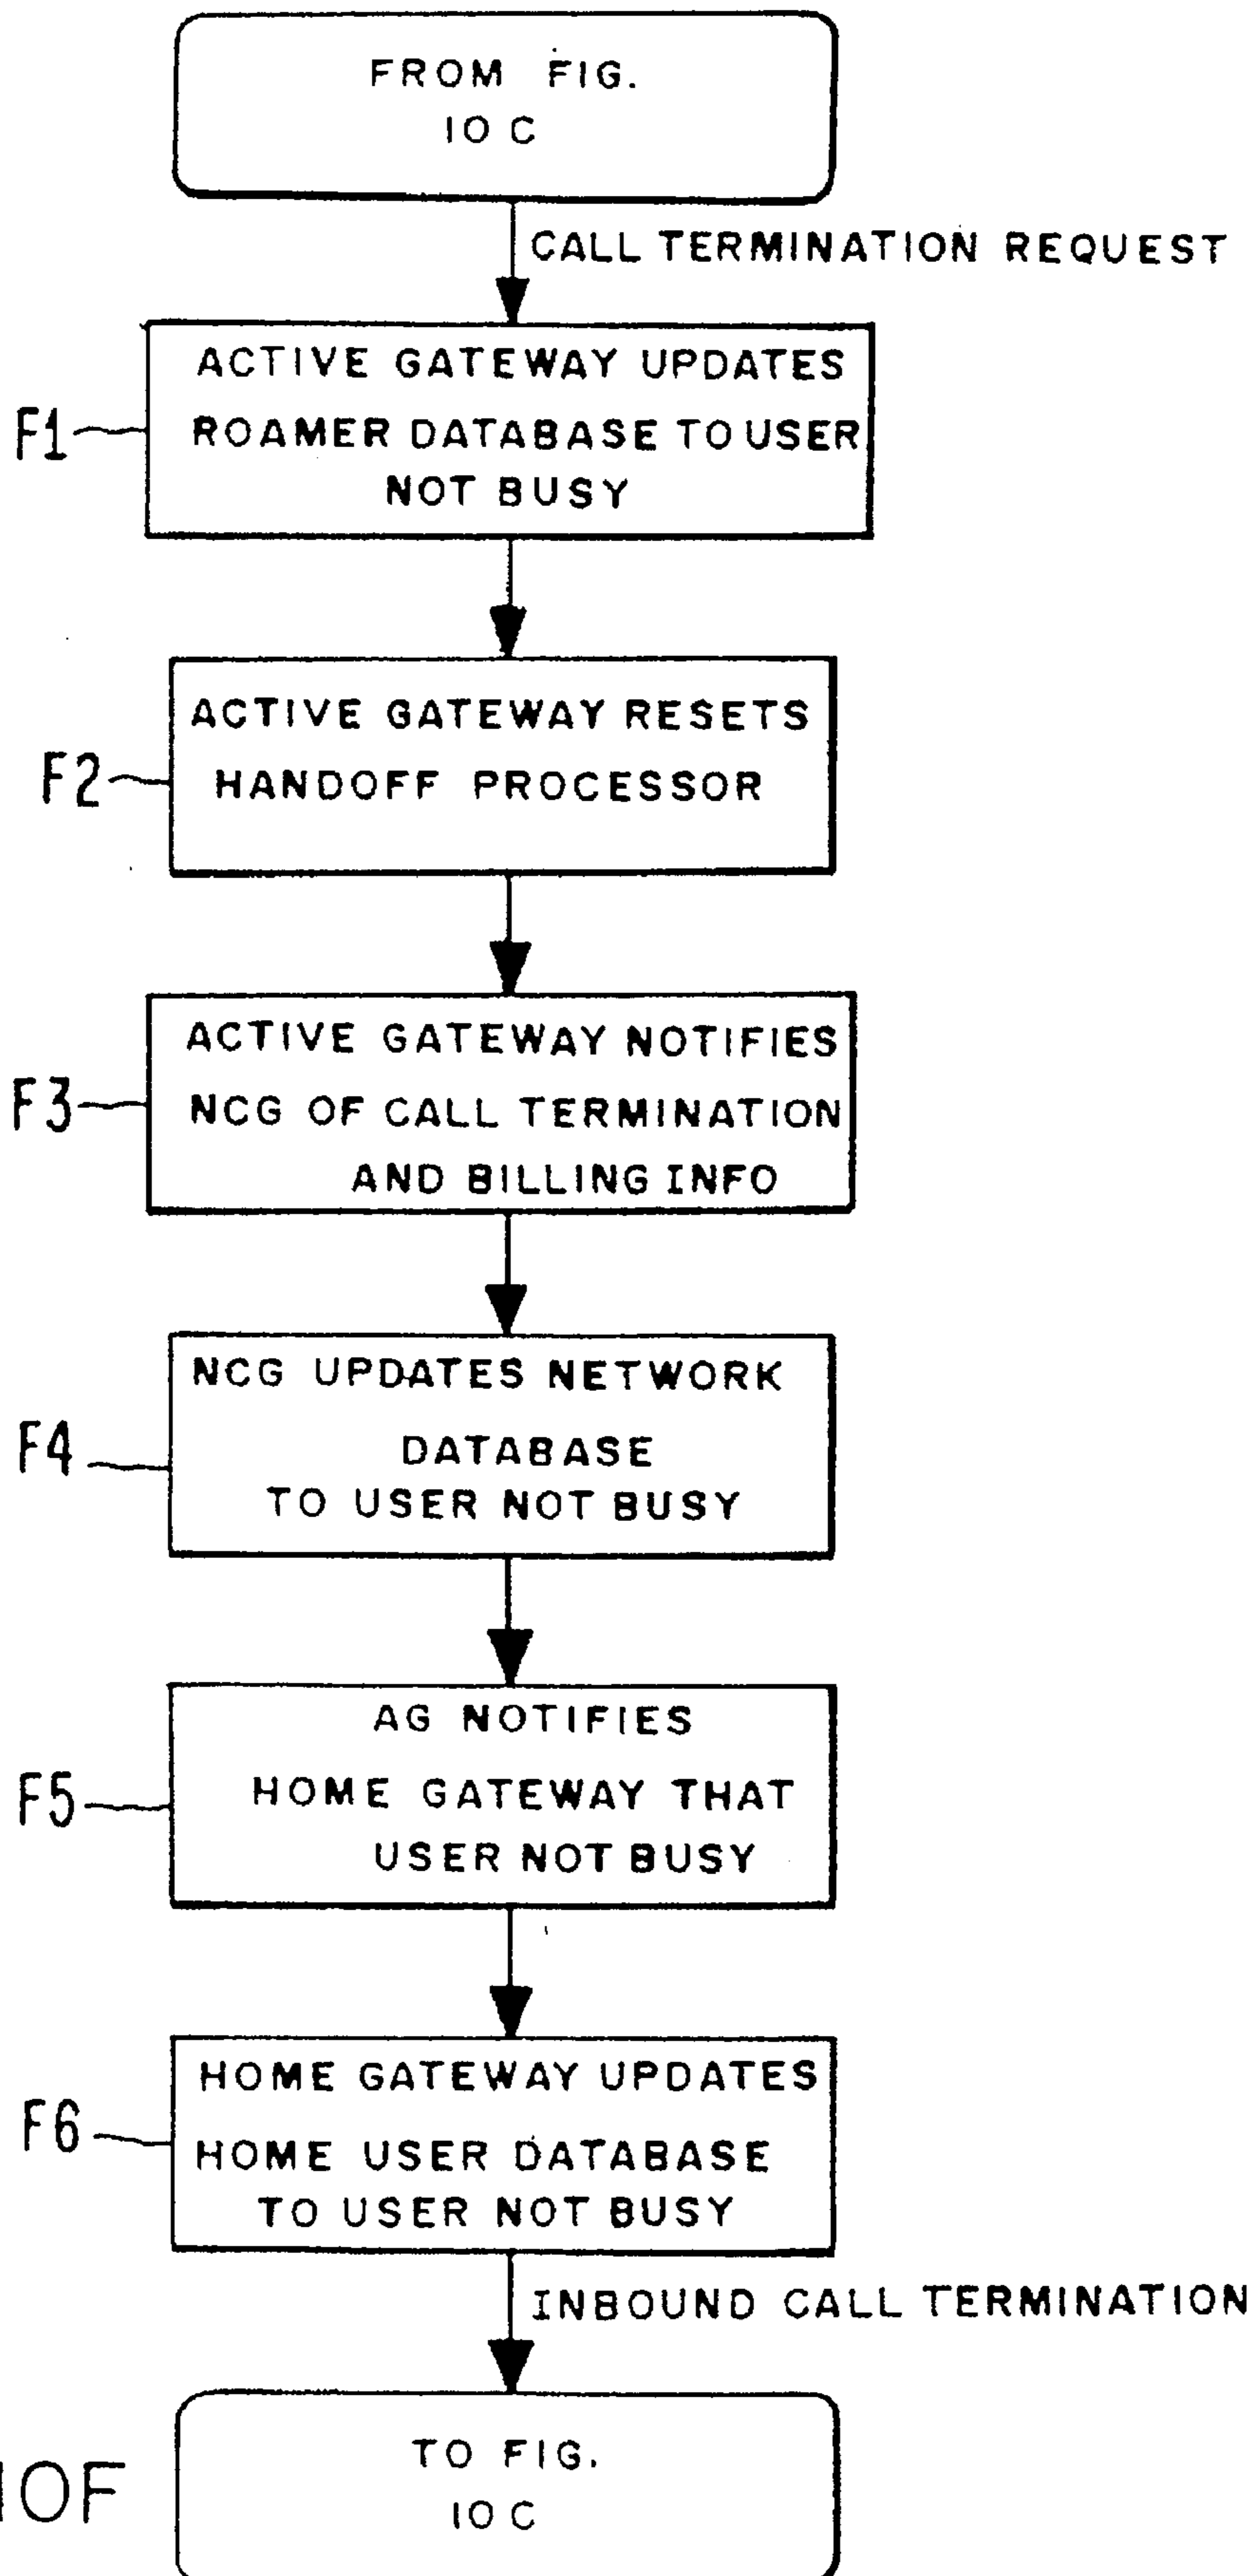 FROM FIG.
10 C
CALL TERMINATION REQUEST
F1
ACTIVE GATEWAY UPDATES
ROAMER DATABASE TO USER
NOT BUSY
F2
ACTIVE GATEWAY RESETS
HANDOFF PROCESSOR
F3
ACTIVE GATEWAY NOTIFIES
NCG OF CALL TERMINATION
AND BILLING INFO
F4
NCG UPDATES NETWORK
DATABASE
TO USER NOT BUSY
F5
AG NOTIFIES
HOME GATEWAY THAT
USER NOT BUSY
F6
HOME GATEWAY UPDATES
HOME USER DATABASE
TO USER NOT BUSY
INBOUND CALL TERMINATION
TO FIG.
10 C
10F